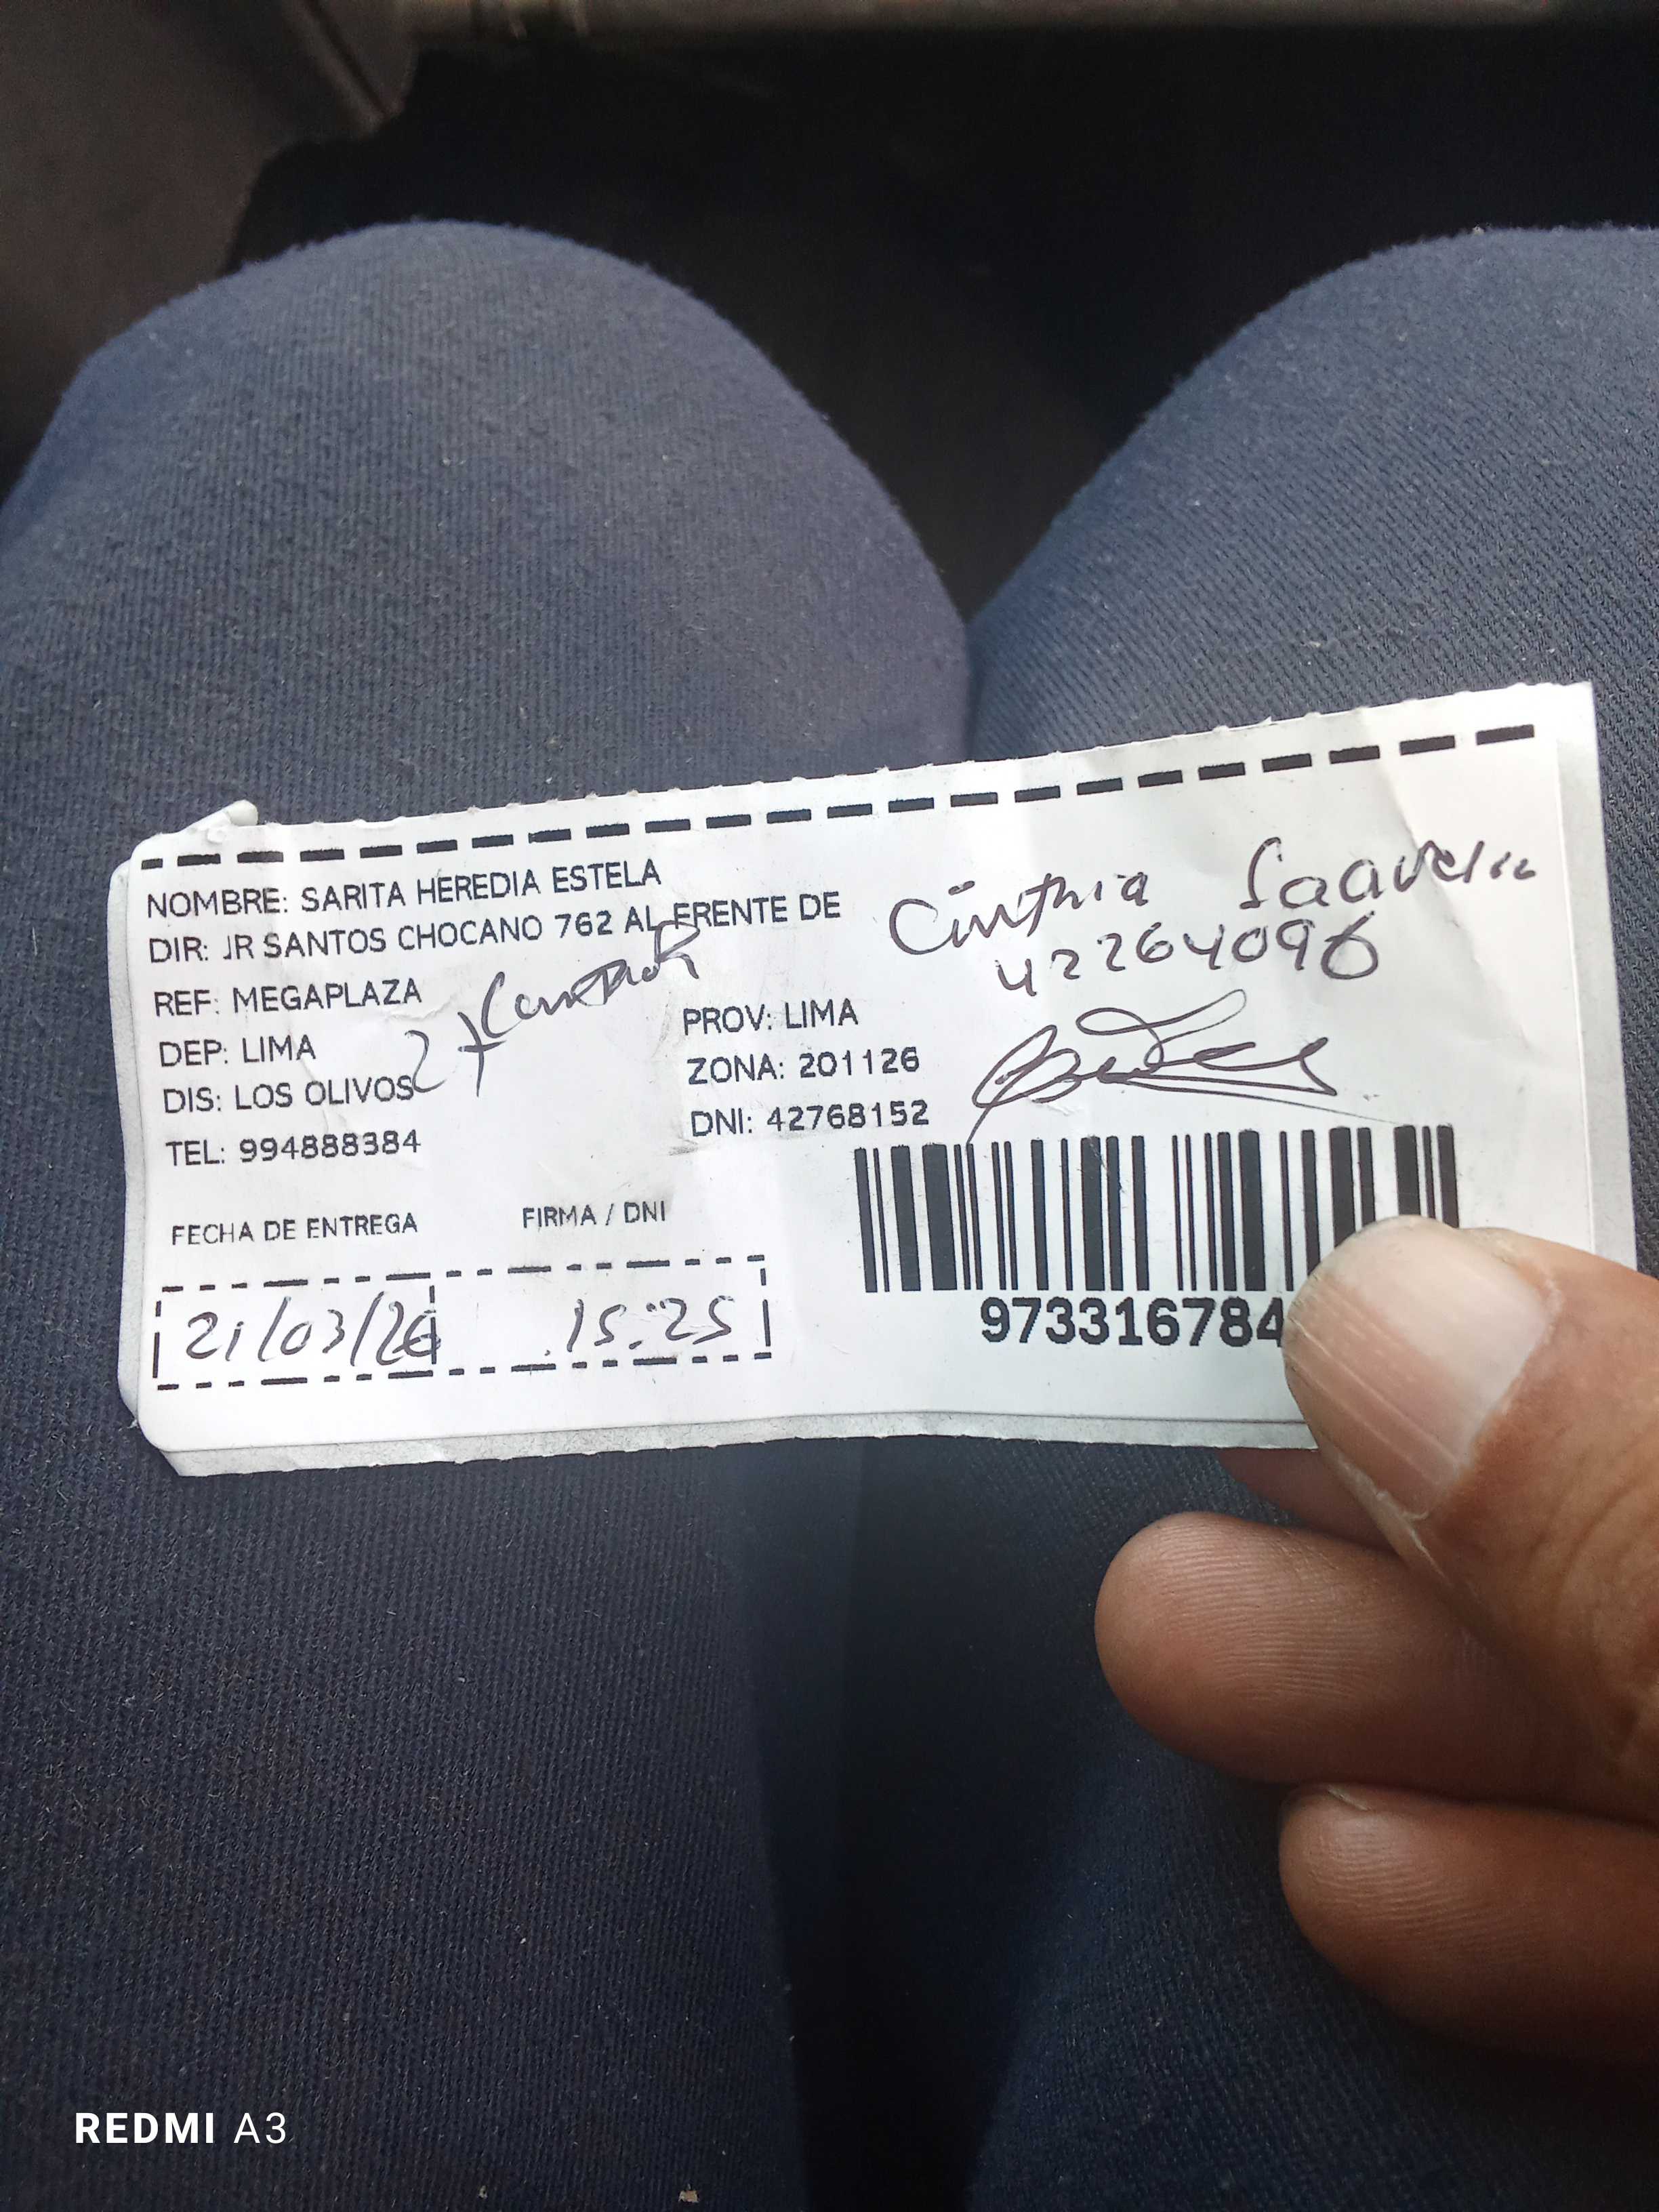 NOMBRE: SARITA HEREDIA ESTELA
DIR: JR SANTOS CHOCANO 762 AL FRENTE DE
REF: MEGAPLAZA
DEP: LIMA
PROV: LIMA
DIS: LOS OLIVOS
ZONA: 201126
TEL: 994888384
DNI: 42768152
Cinthia
42264096
FECHA DE ENTREGA
FIRMA / DNI
21/03/26
15:25
973316784
REDMI A3